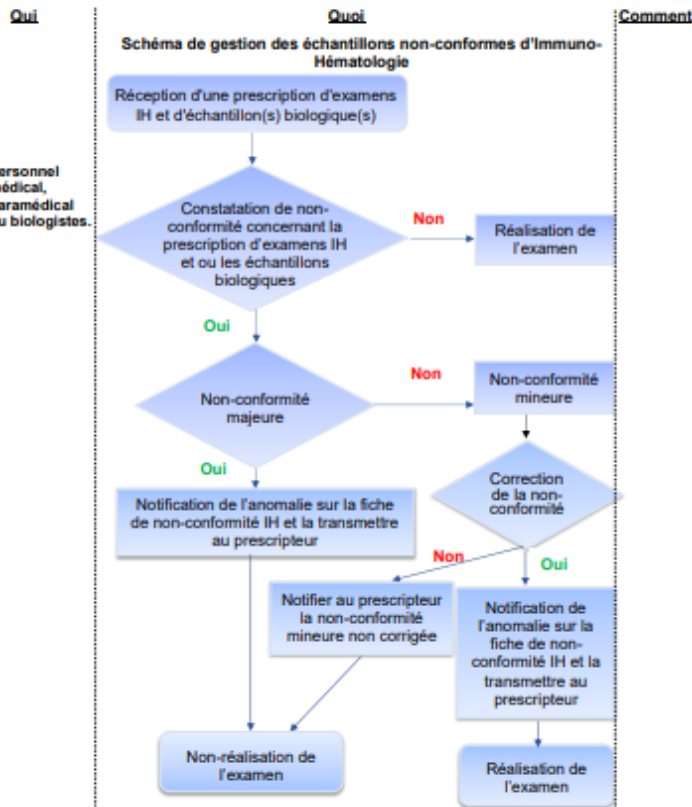 Qui
Quoi
Comment
Schéma de gestion des échantillons non-conformes d'Immuno-
Hématologie
Réception d'une prescription d'examens
IH et d'échantillon(s) biologique(s)
ersonnel
édical,
aramédical
u biologistes.
Constatation de non-
conformité concernant la
prescription d'examens IH
et ou les échantillons
biologiques
Non
Réalisation de
l'examen
Oui
Non-conformité
majeure
Non
Non-conformité
mineure
Oui
Correction
de la non-
conformité
Notification de l'anomalie sur la fiche
de non-conformité IH et la transmettre
au prescripteur
Non
Oui
Notifier au prescripteur
la non-conformité
mineure non corrigée
Notification de
l'anomalie sur la
fiche de non-
conformité IH et la
transmettre au
prescripteur
Non-réalisation de
l'examen
Réalisation de
l'examen